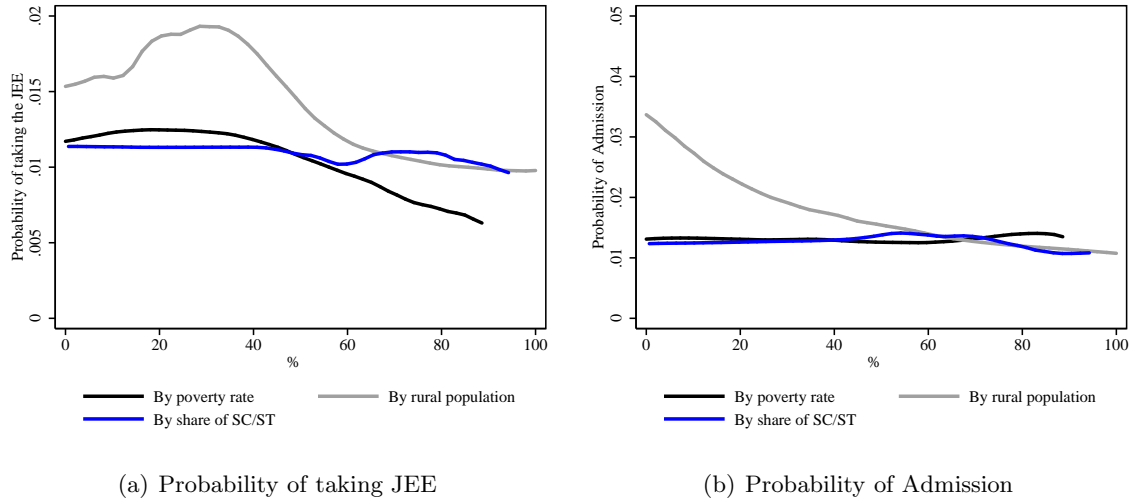 .02
.015
.01
.005
0
Probability of taking the JEE
0 20 40 60 80 100
%
By poverty rate By rural population
By share of SC/ST
(a) Probability of taking JEE
.05
.04
.03
.02
.01
0
Probability of Admission
0 20 40 60 80 100
%
By poverty rate By rural population
By share of SC/ST
(b) Probability of Admission